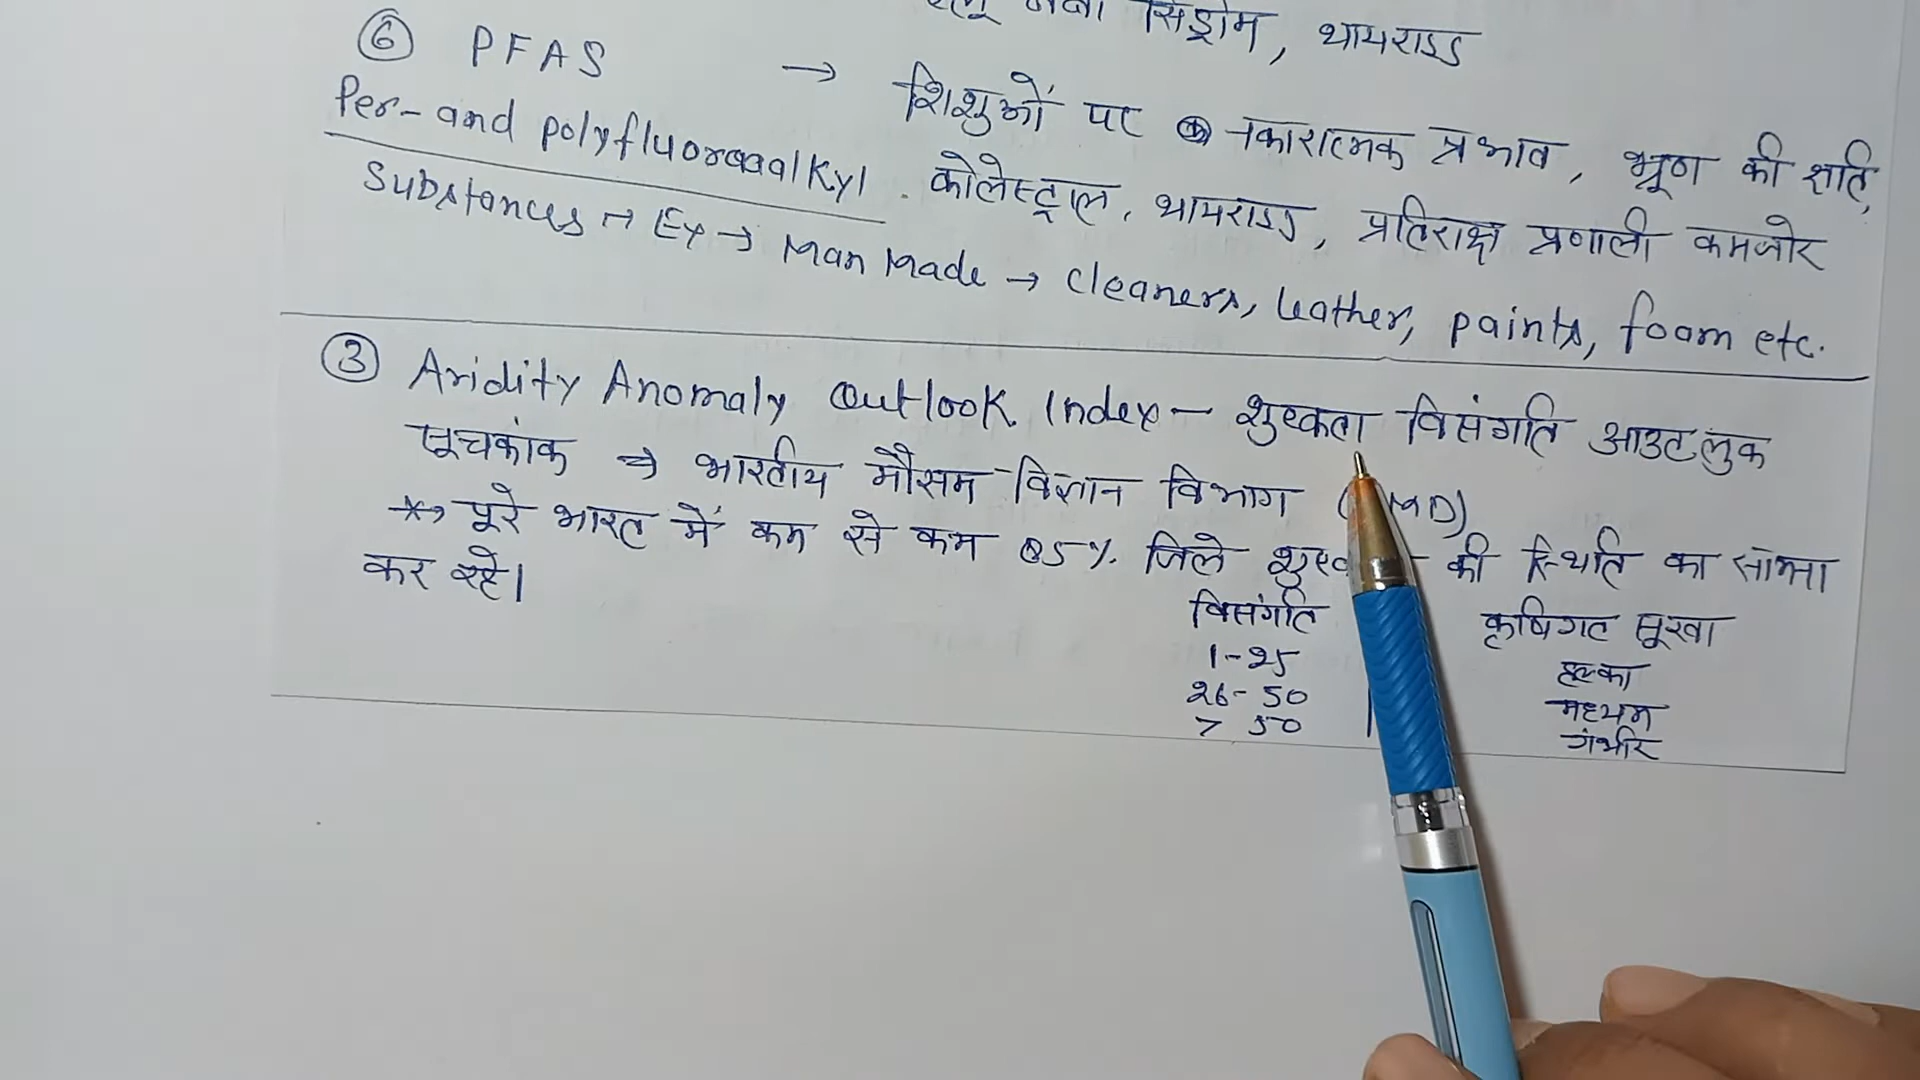 सिंड्रोम, थायराइड
⑥ PFAS → शिशुओं पर नकारात्मक प्रभाव, भ्रूण की क्षति,
Per- and polyfluoroaalkyl . कोलेस्ट्राल, थायराइड, प्रतिरक्षा प्रणाली कमजोर
Substances → Ex → Man Made → Cleaners, leather, paints, foam etc.
③ Aridity Anomaly Outlook Index - शुष्कता विसंगति आउटलुक
सूचकांक ⇒ भारतीय मौसम विज्ञान विभाग
*→ पूरे भारत में कम से कम 85% जिले की स्थिति का सामना
कर रहे।
विसंगति कृषिगत सूखा
1-25 हल्का
26-50 मध्यम
> 50 गंभीर